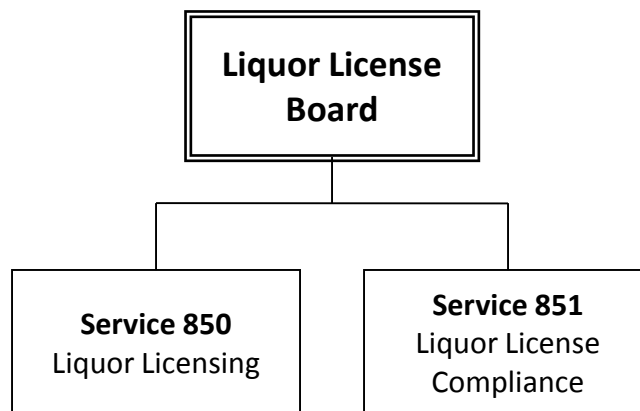 Liquor License
Board
Service 850
Liquor Licensing
Service 851
Liquor License
Compliance